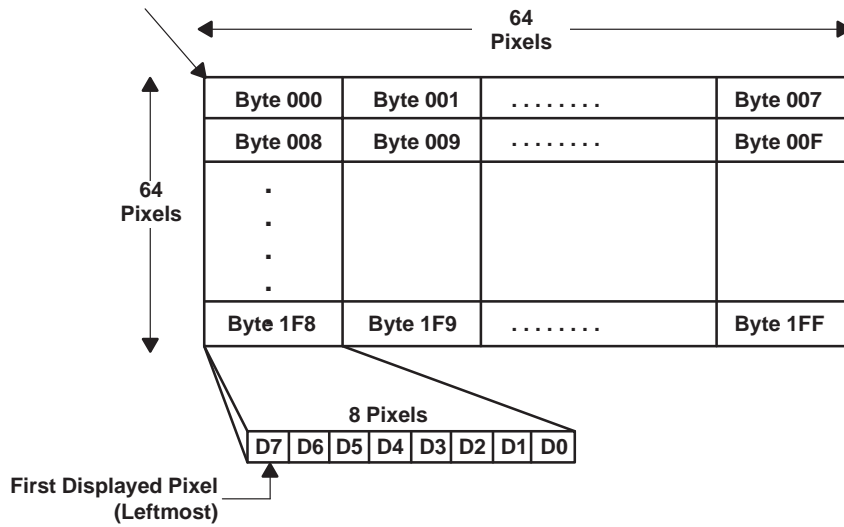 64
Pixels
Byte 000 Byte 001 ........ Byte 007
Byte 008 Byte 009 ........ Byte 00F
64
Pixels
Byte 1F8 Byte 1F9 ........ Byte 1FF
8 Pixels
D7 D6 D5 D4 D3 D2 D1 D0
First Displayed Pixel
(Leftmost)